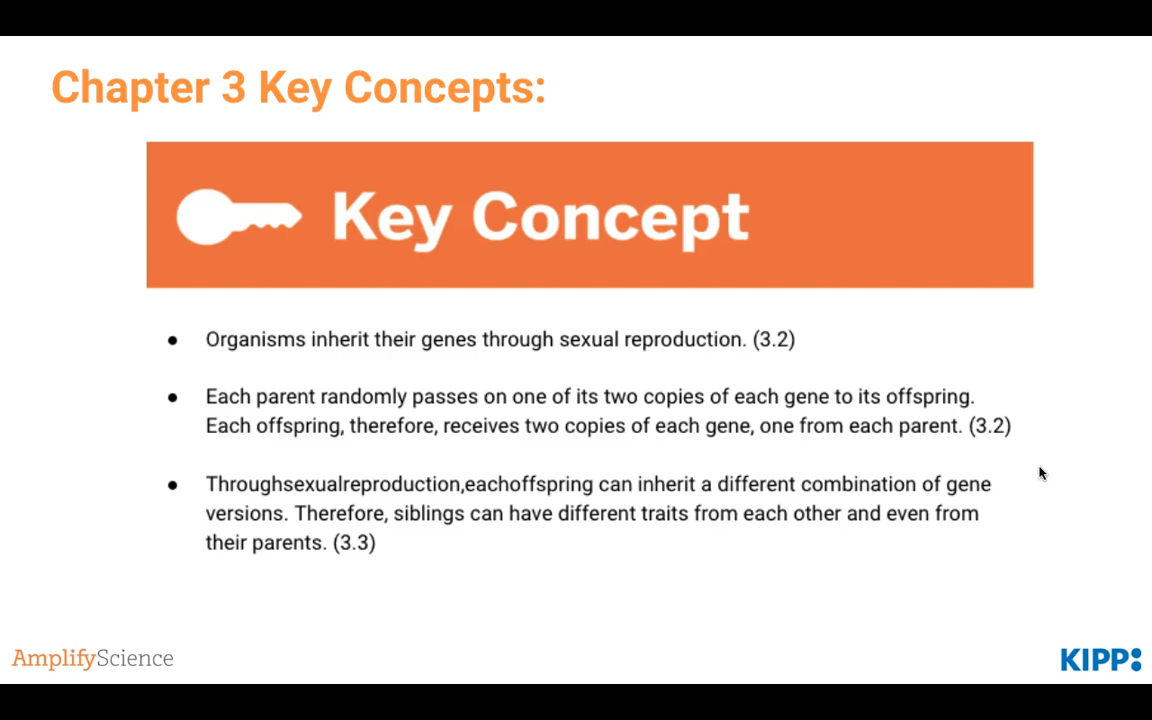 Chapter 3 Key Concepts:
Key Concept
● Organisms inherit their genes through sexual reproduction. (3.2)
● Each parent randomly passes on one of its two copies of each gene to its offspring.
Each offspring, therefore, receives two copies of each gene, one from each parent. (3.2)
● Throughsexualreproduction,eachoffspring can inherit a different combination of gene
versions. Therefore, siblings can have different traits from each other and even from
their parents. (3.3)
AmplifyScience
KIPP: